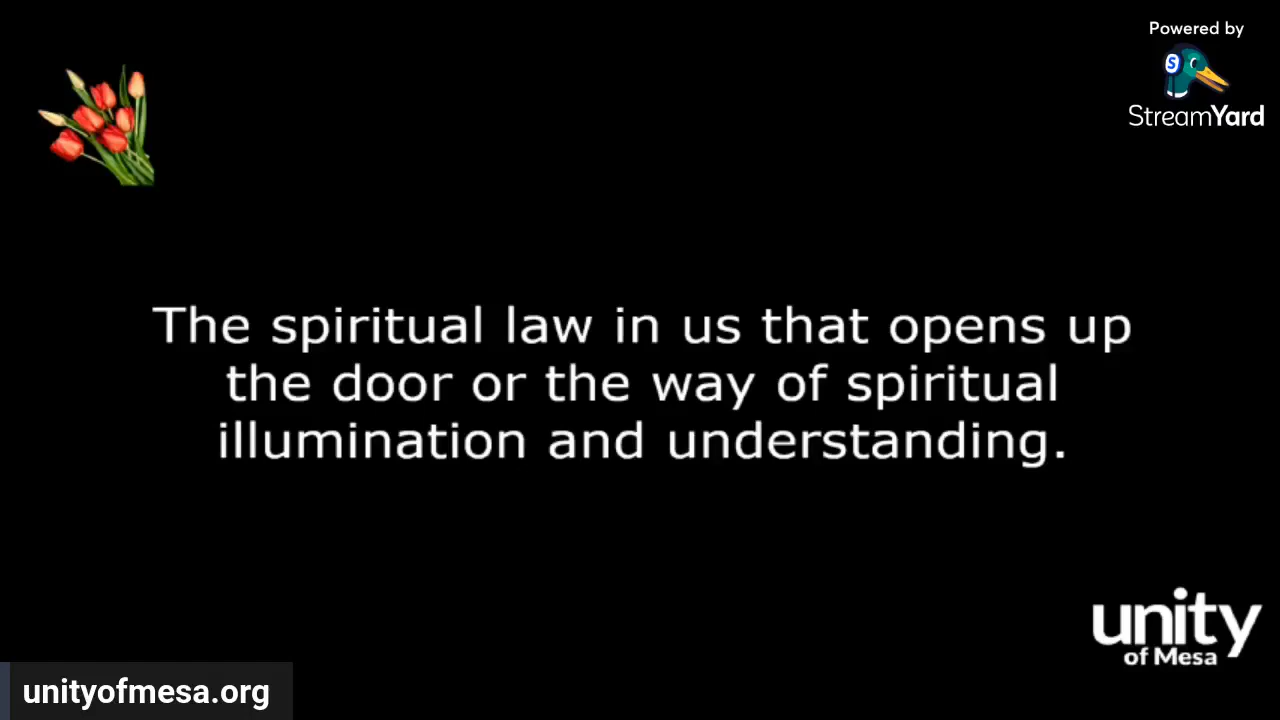 Powered by
S
StreamYard
The spiritual law in us that opens up
the door or the way of spiritual
illumination and understanding.
unity
of Mesa
unityofmesa.org